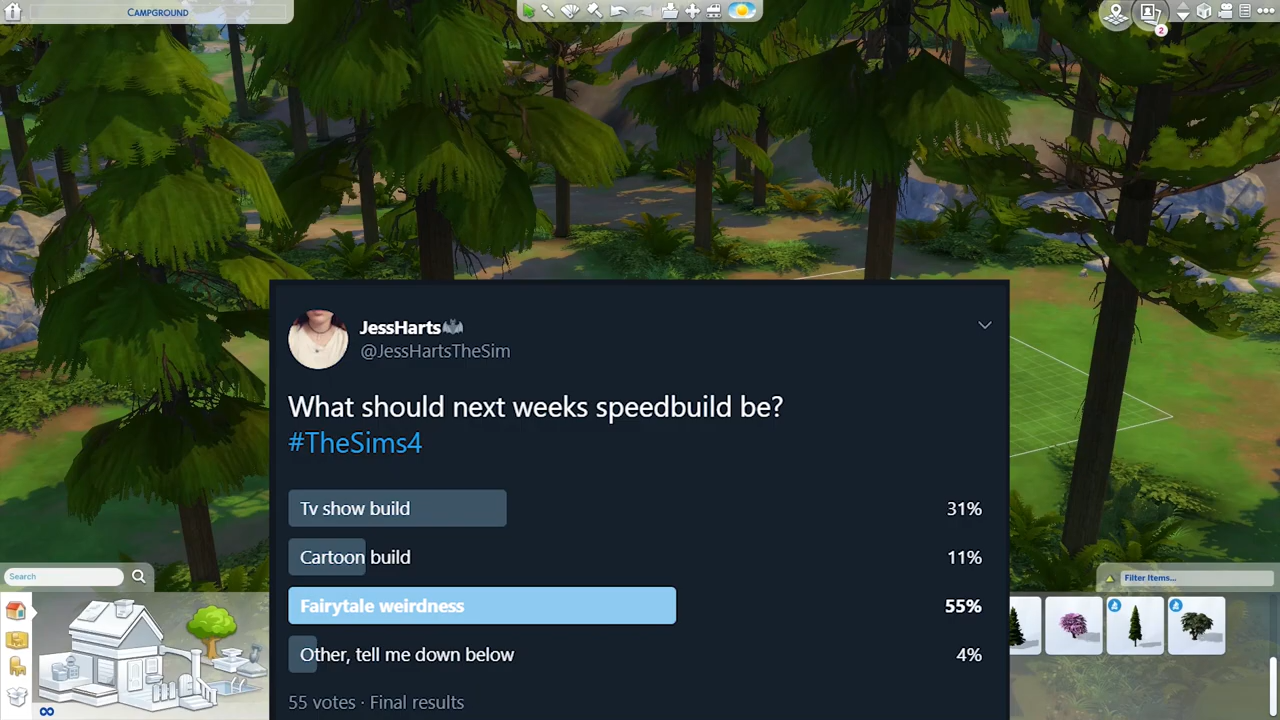 CAMPGROUND
2
JessHarts🦇
@JessHartsTheSim
What should next weeks speedbuild be?
#TheSims4
Tv show build 31%
Cartoon build 11%
Fairytale weirdness 55%
Other, tell me down below 4%
55 votes · Final results
Search
Filter Items...